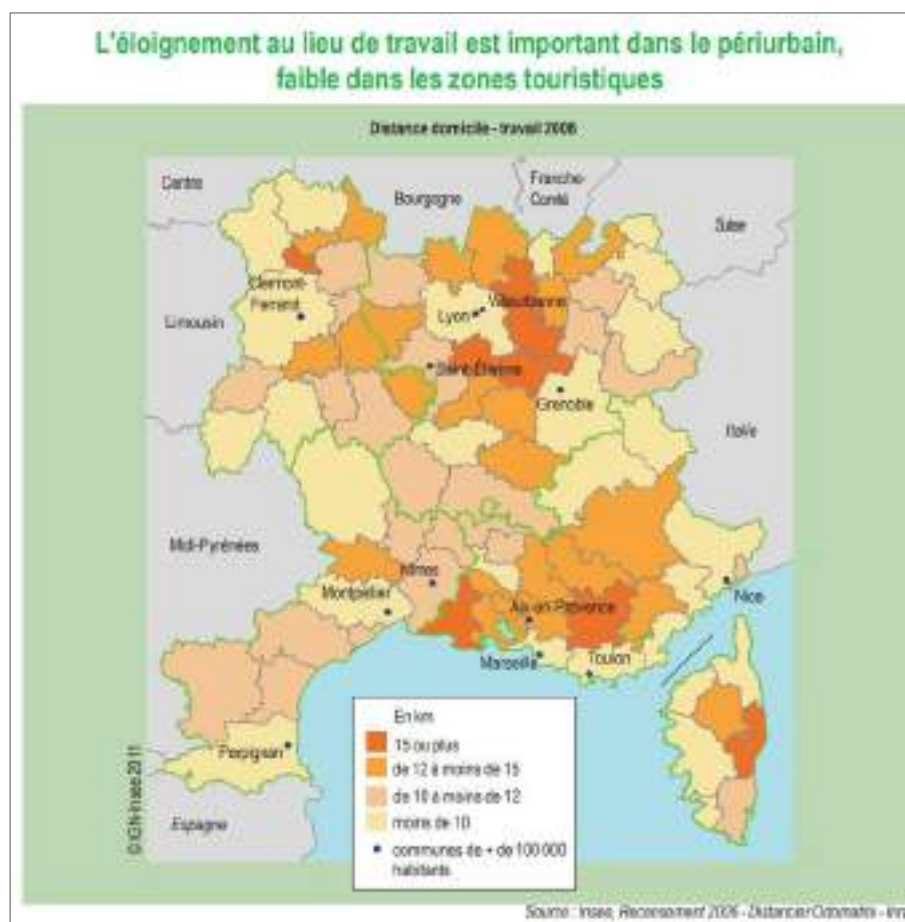 L'éloignement au lieu de travail est important dans le périurbain,
faible dans les zones touristiques
Distance domicile - travail 2006
Centre
Bourgogne
Franche-
Comté
Suisse
Clermont-
Ferrand
Villeurbanne
Lyon
Limousin
Saint-Étienne
Grenoble
Italie
Midi-Pyrénées
Nîmes
Montpellier
Aix-en-Provence
Nice
Marseille
Toulon
Perpignan
Espagne
En km
15 ou plus
de 12 à moins de 15
de 10 à moins de 12
moins de 10
communes de + de 100 000
habitants
© IGN-Insee 2011
Source : Insee, Recensement 2006 - Distancier Odomatrix - Inra